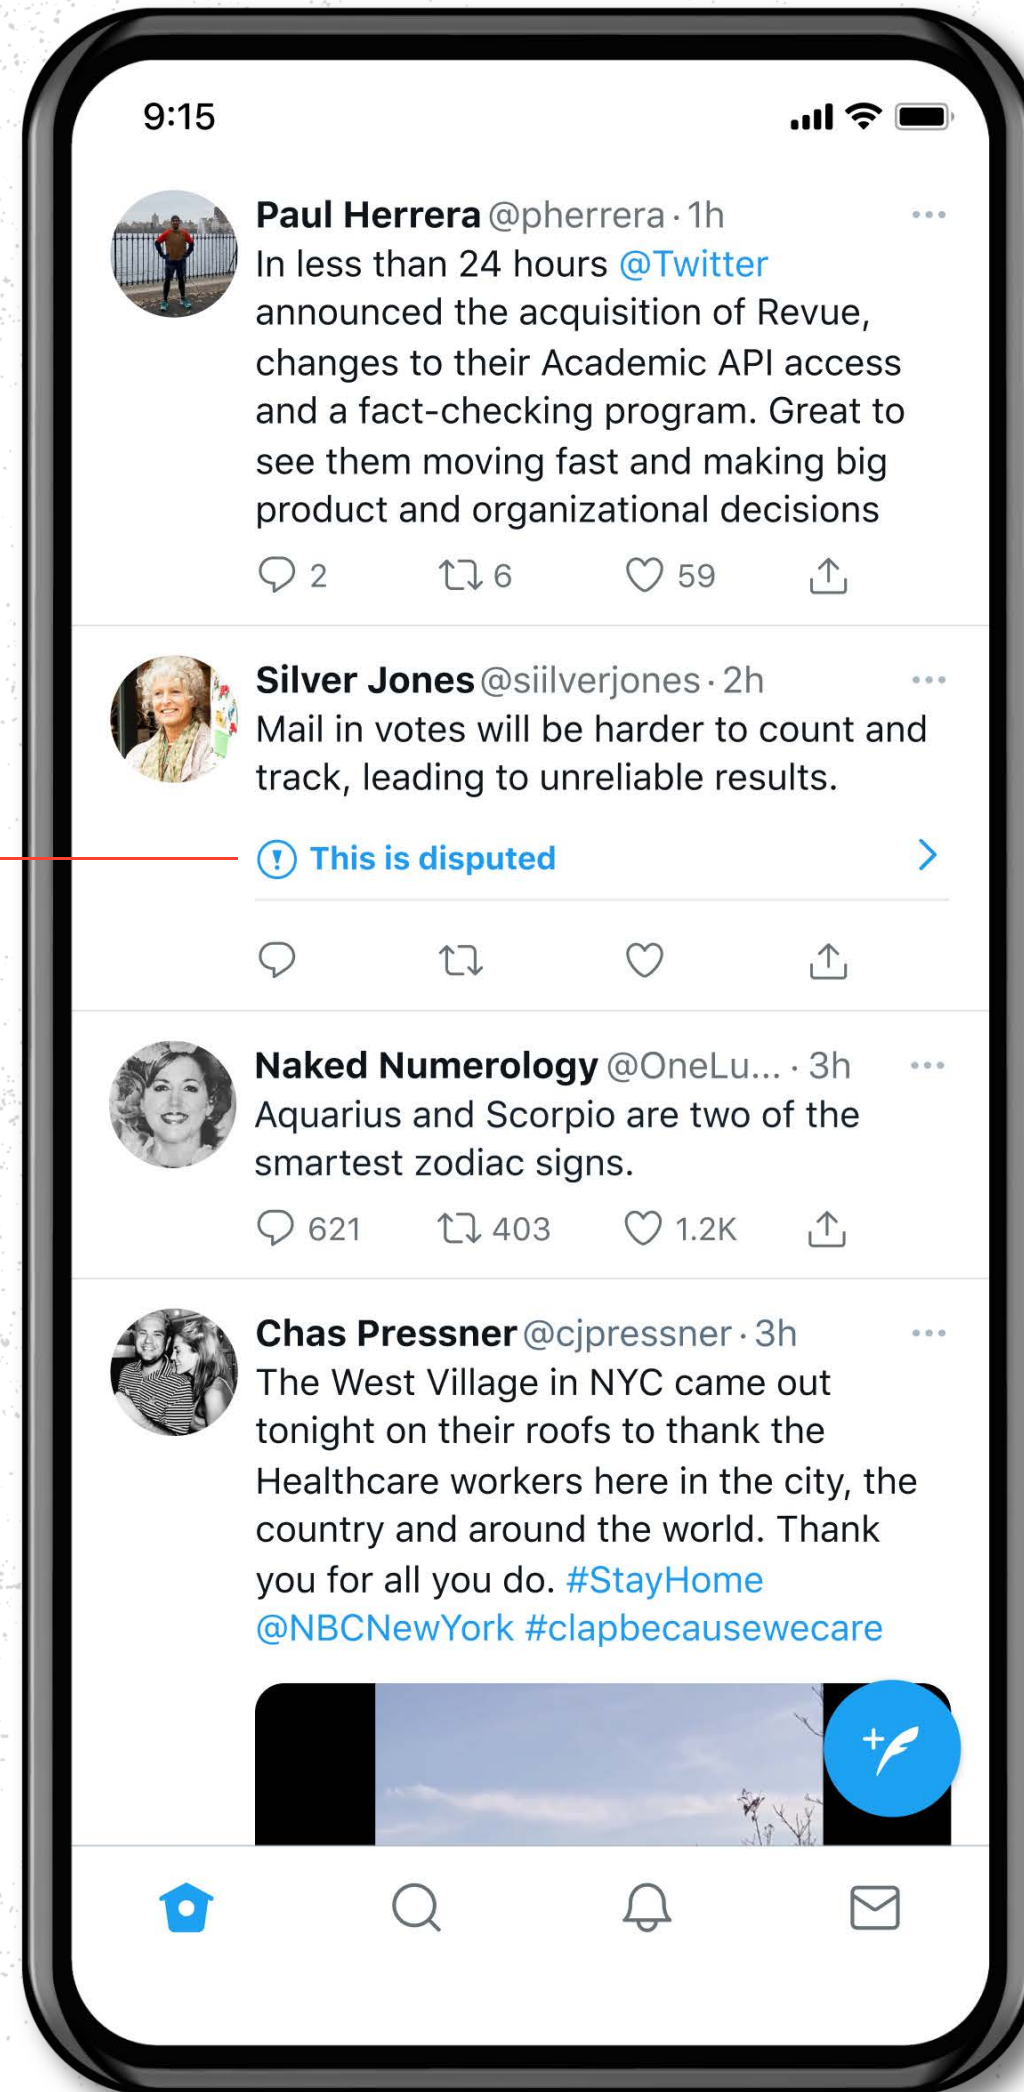 9:15
Paul Herrera @pherrera · 1h
In less than 24 hours @Twitter
announced the acquisition of Revue,
changes to their Academic API access
and a fact-checking program. Great to
see them moving fast and making big
product and organizational decisions
2 6 59
Silver Jones @siilverjones · 2h
Mail in votes will be harder to count and
track, leading to unreliable results.
This is disputed
Naked Numerology @OneLu... · 3h
Aquarius and Scorpio are two of the
smartest zodiac signs.
621 403 1.2K
Chas Pressner @cjpressner · 3h
The West Village in NYC came out
tonight on their roofs to thank the
Healthcare workers here in the city, the
country and around the world. Thank
you for all you do. #StayHome
@NBCNewYork #clapbecausewecare